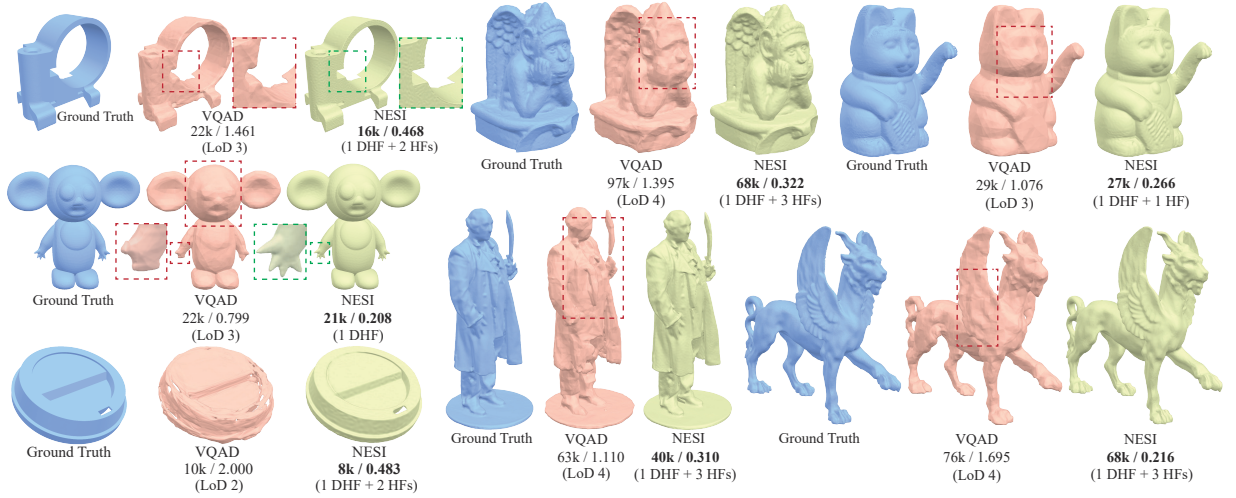 Ground Truth
VQAD
22k / 1.461
(LoD 3)
NESI
16k / 0.468
(1 DHF + 2 HFs)
Ground Truth
VQAD
97k / 1.395
(LoD 4)
NESI
68k / 0.322
(1 DHF + 3 HFs)
Ground Truth
VQAD
29k / 1.076
(LoD 3)
NESI
27k / 0.266
(1 DHF + 1 HF)
Ground Truth
VQAD
22k / 0.799
(LoD 3)
NESI
21k / 0.208
(1 DHF)
Ground Truth
VQAD
63k / 1.110
(LoD 4)
NESI
40k / 0.310
(1 DHF + 3 HFs)
Ground Truth
VQAD
76k / 1.695
(LoD 4)
NESI
68k / 0.216
(1 DHF + 3 HFs)
Ground Truth
VQAD
10k / 2.000
(LoD 2)
NESI
8k / 0.483
(1 DHF + 2 HFs)